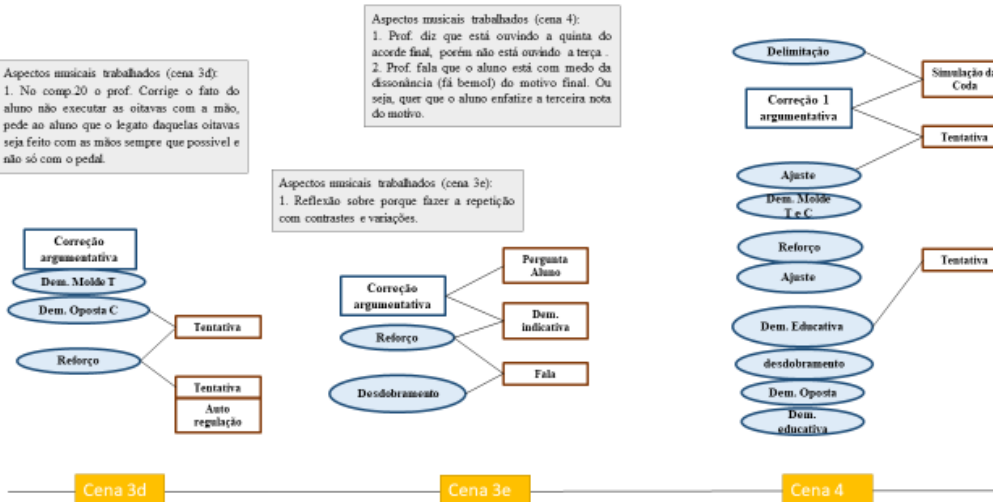 Aspectos musicais trabalhados (cena 3d):
1. No comp.20 o prof. Corrige o fato do
aluno não executar as oitavas com a mão,
pede ao aluno que o legato daquelas oitavas
seja feito com as mãos sempre que possivel e
não só com o pedal.
Aspectos musicais trabalhados (cena 4):
1. Prof. diz que está ouvindo a quinta do
acorde final, porém não está ouvindo a terça .
2. Prof. fala que o aluno está com medo da
dissonância (fá bemol) do motivo final. Ou
seja, quer que o aluno enfatize a terceira nota
do motivo.
Aspectos musicais trabalhados (cena 3e):
1. Reflexão sobre porque fazer a repetição
com contrastes e variações.
Correção
argumentativa
Dem. Molde T
Dem. Oposta C
Reforço
Tentativa
Tentativa
Auto
regulação
Correção
argumentativa
Reforço
Desdobramento
Pergunta
Aluno
Dem.
indicativa
Fala
Delimitação
Correção 1
argumentativa
Ajuste
Dem. Molde
T e C
Reforço
Ajuste
Dem. Educativa
desdobramento
Dem. Oposta
Dem.
educativa
Simulação da
Coda
Tentativa
Tentativa
Cena 3d
Cena 3e
Cena 4